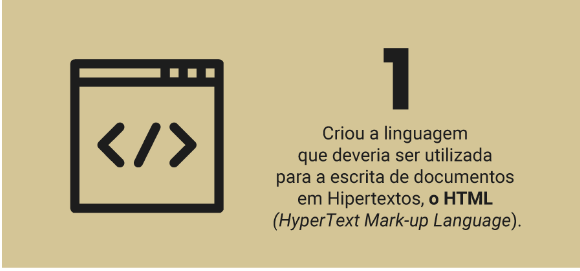 </>
1
Criou a linguagem
que deveria ser utilizada
para a escrita de documentos
em Hipertextos, o HTML
(HyperText Mark-up Language).